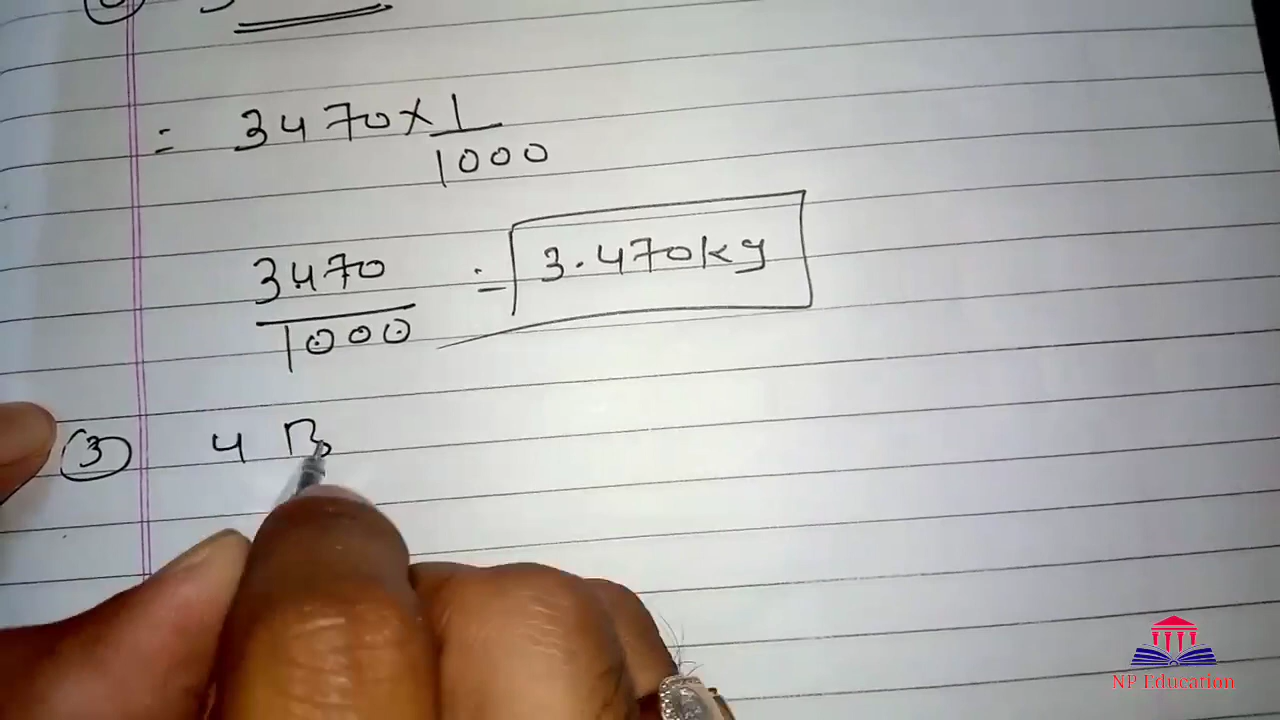 = 3470 × 1/1000
3470/1000 = 3.470kg
③ 4
NP Education